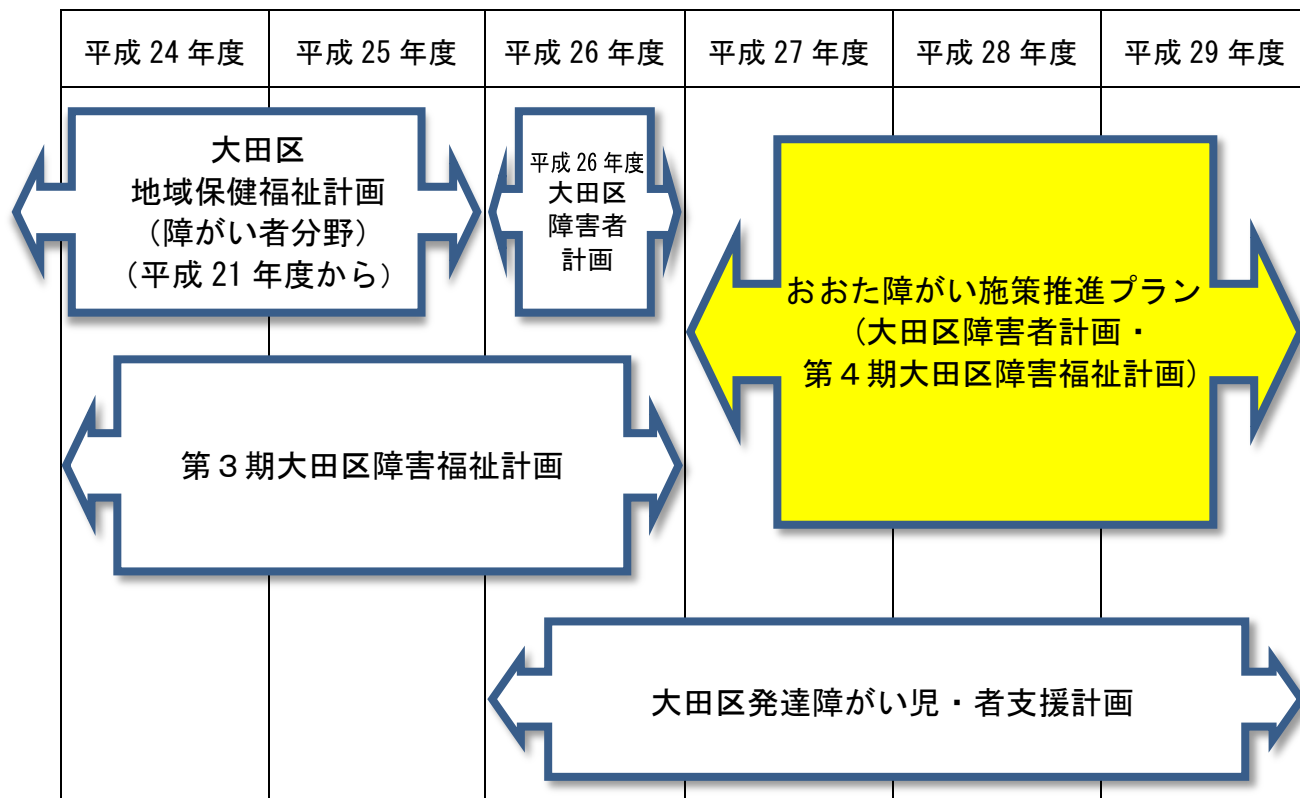 平成 24 年度
平成 25 年度
平成 26 年度
平成 27 年度
平成 28 年度
平成 29 年度
大田区
地域保健福祉計画
（障がい者分野）
（平成 21 年度から）
平成 26 年度
大田区
障害者
計画
おおた障がい施策推進プラン
（大田区障害者計画・
第４期大田区障害福祉計画）
第３期大田区障害福祉計画
大田区発達障がい児・者支援計画